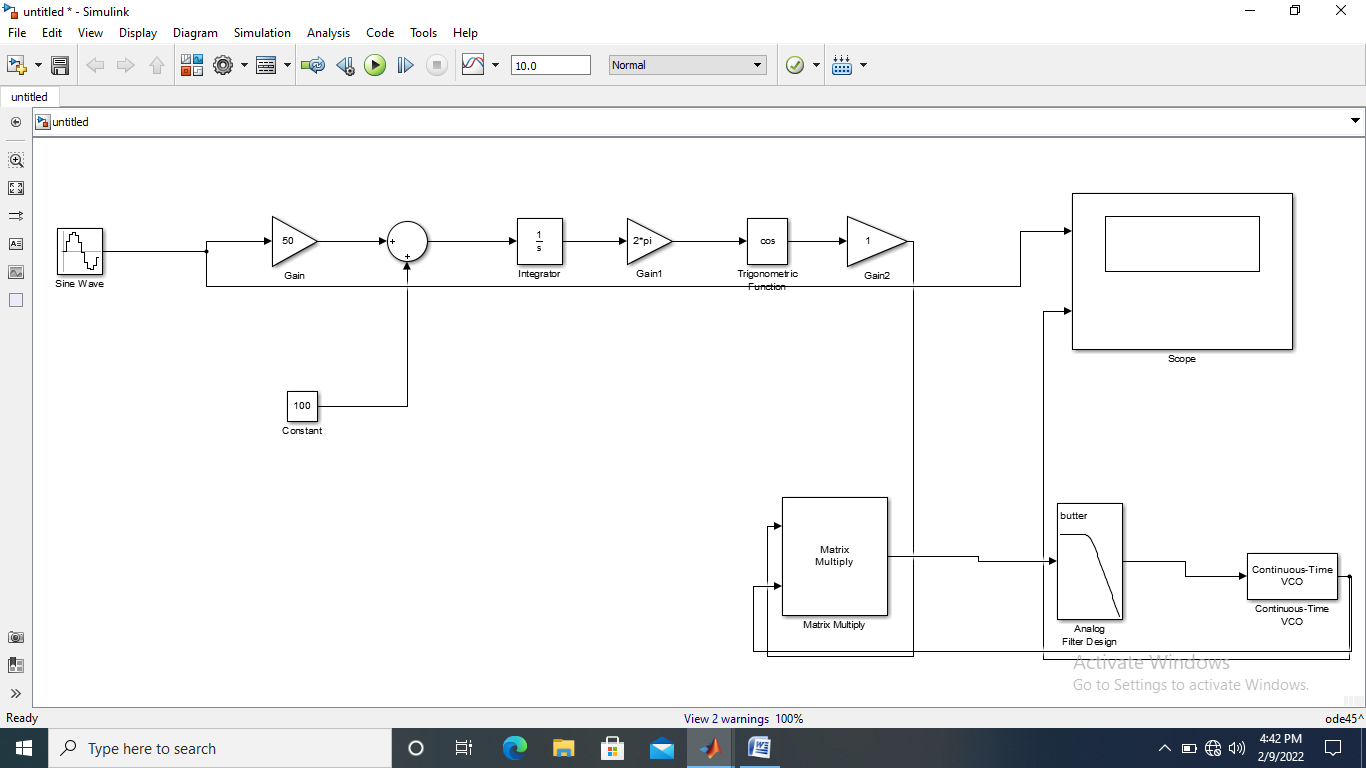 untitled * - Simulink
File Edit View Display Diagram Simulation Analysis Code Tools Help
10.0 Normal
untitled
untitled
Sine Wave
50
Gain
+
+
1
s
Integrator
2*pi
Gain1
cos
Trigonometric
Function
1
Gain2
Scope
100
Constant
Matrix
Multiply
Matrix Multiply
butter
Analog
Filter Design
Continuous-Time
VCO
Continuous-Time
VCO
Activate Windows
Go to Settings to activate Windows.
Ready View 2 warnings 100% ode45^
Type here to search
4:42 PM
2/9/2022